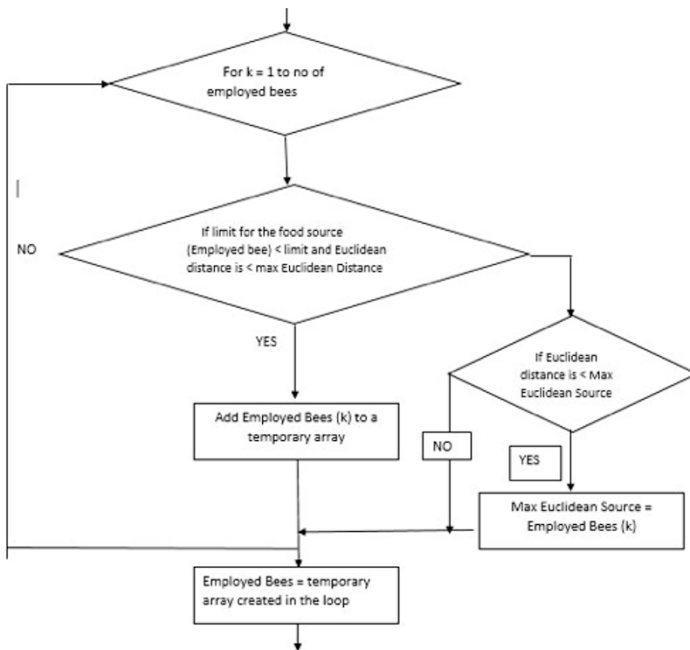 For k = 1 to no of
employed bees
If limit for the food source
(Employed bee) < limit and Euclidean
distance is < max Euclidean Distance
NO
YES
If Euclidean
distance is < Max
Euclidean Source
Add Employed Bees (k) to a
temporary array
NO
YES
Max Euclidean Source =
Employed Bees (k)
Employed Bees = temporary
array created in the loop